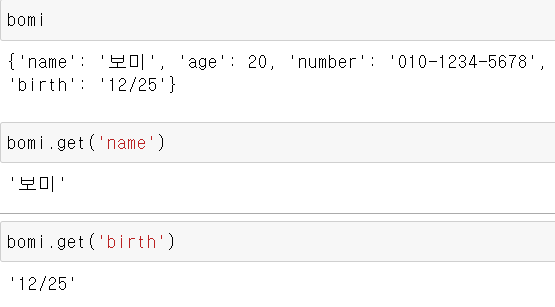 bomi
{'name': '보미', 'age': 20, 'number': '010-1234-5678',
'birth': '12/25'}
bomi.get('name')
'보미'
bomi.get('birth')
'12/25'